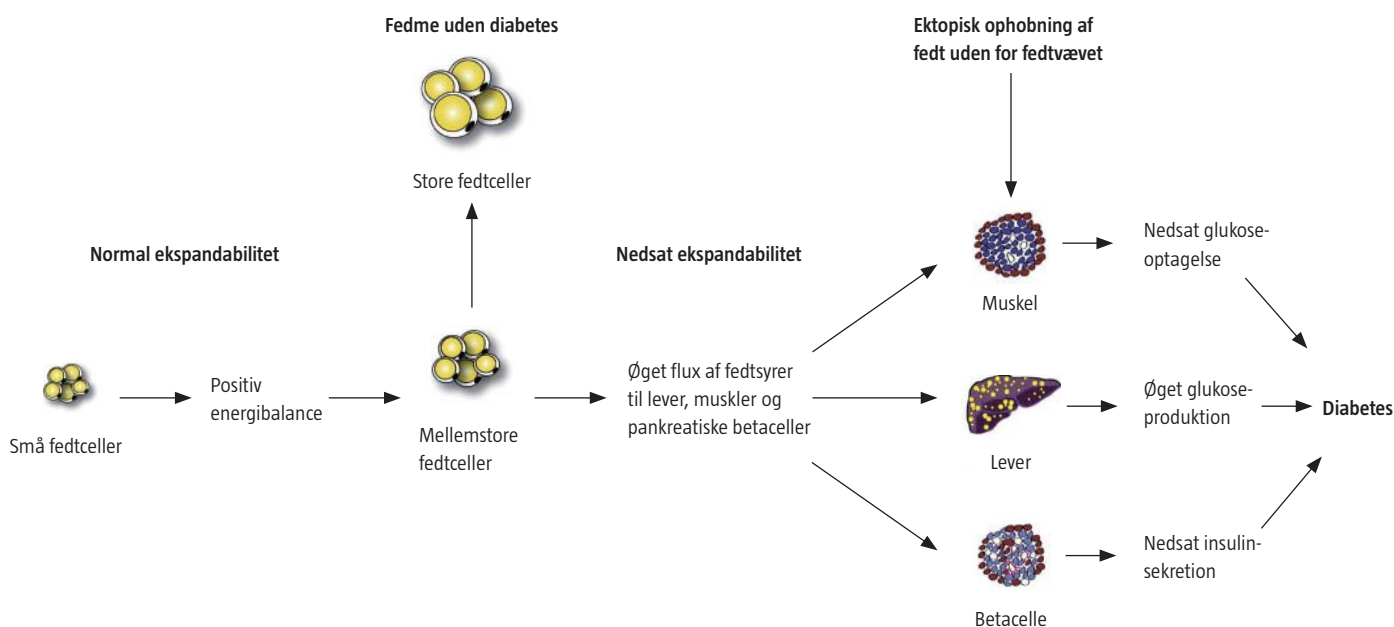 Fedme uden diabetes
Ektopisk ophobning af
fedt uden for fedtvævet
Store fedtceller
Normal ekspandabilitet
Nedsat ekspandabilitet
Muskel
Nedsat glukose-
optagelse
Små fedtceller
Positiv
energibalance
Mellemstore
fedtceller
Øget flux af fedtsyrer
til lever, muskler og
pankreatiske betaceller
Lever
Øget glukose-
produktion
Diabetes
Betacelle
Nedsat insulin-
sekretion